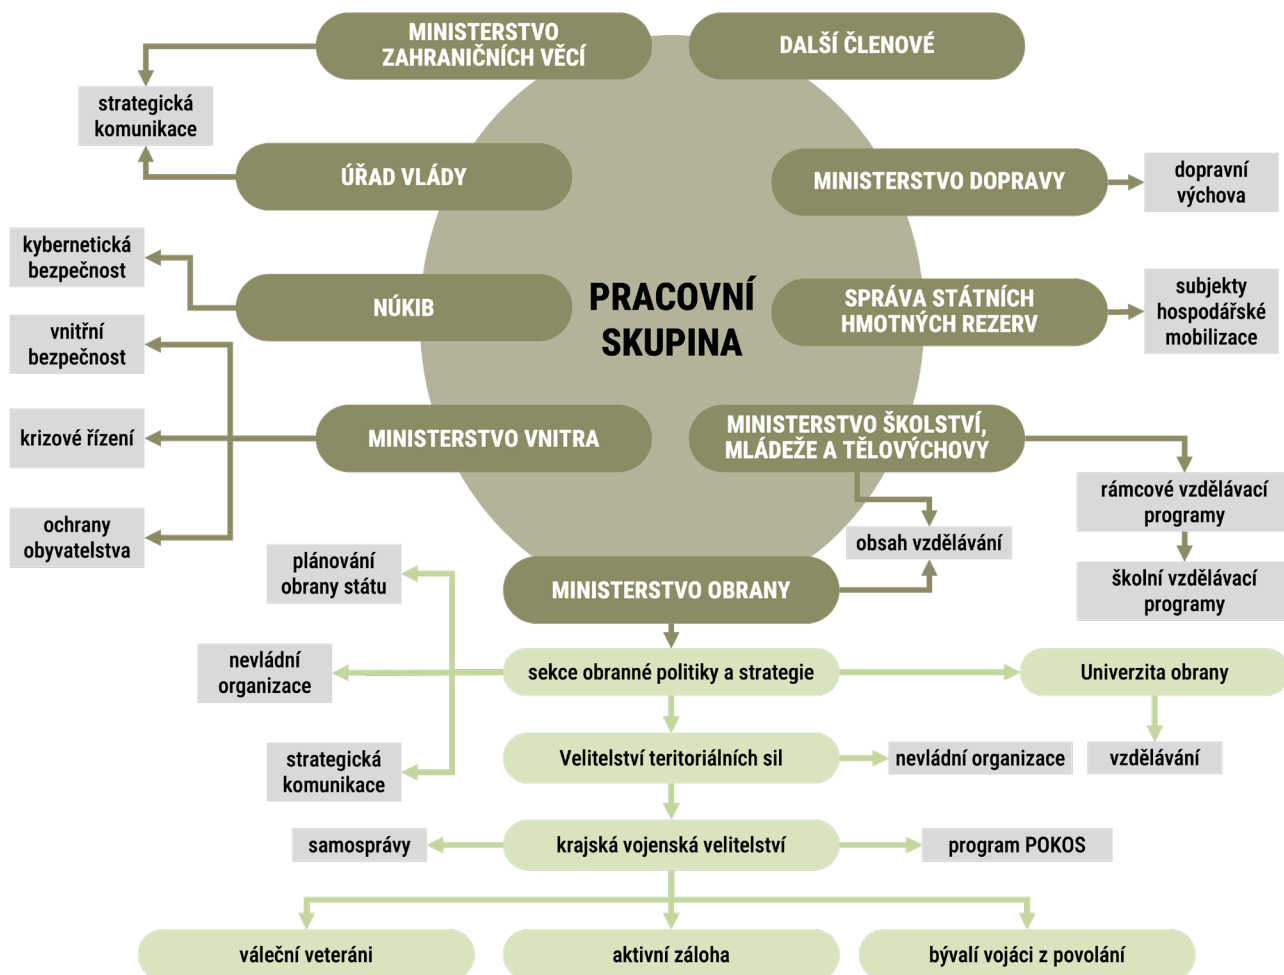 MINISTERSTVO
ZAHRANIČNÍCH VĚCÍ
DALŠÍ ČLENOVÉ
strategická
komunikace
ÚŘAD VLÁDY
MINISTERSTVO DOPRAVY
dopravní
výchova
kybernetická
bezpečnost
NÚKIB
PRACOVNÍ
SKUPINA
SPRÁVA STÁTNÍCH
HMOTNÝCH REZERV
subjekty
hospodářské
mobilizace
vnitřní
bezpečnost
krizové řízení
MINISTERSTVO VNITRA
MINISTERSTVO ŠKOLSTVÍ,
MLÁDEŽE A TĚLOVÝCHOVY
rámcové vzdělávací
programy
ochrany
obyvatelstva
obsah vzdělávání
plánování
obrany státu
MINISTERSTVO OBRANY
školní vzdělávací
programy
nevládní
organizace
sekce obranné politiky a strategie
Univerzita obrany
strategická
komunikace
Velitelství teritoriálních sil
nevládní organizace
vzdělávání
samosprávy
krajská vojenská velitelství
program POKOS
váleční veteráni
aktivní záloha
bývalí vojáci z povolání